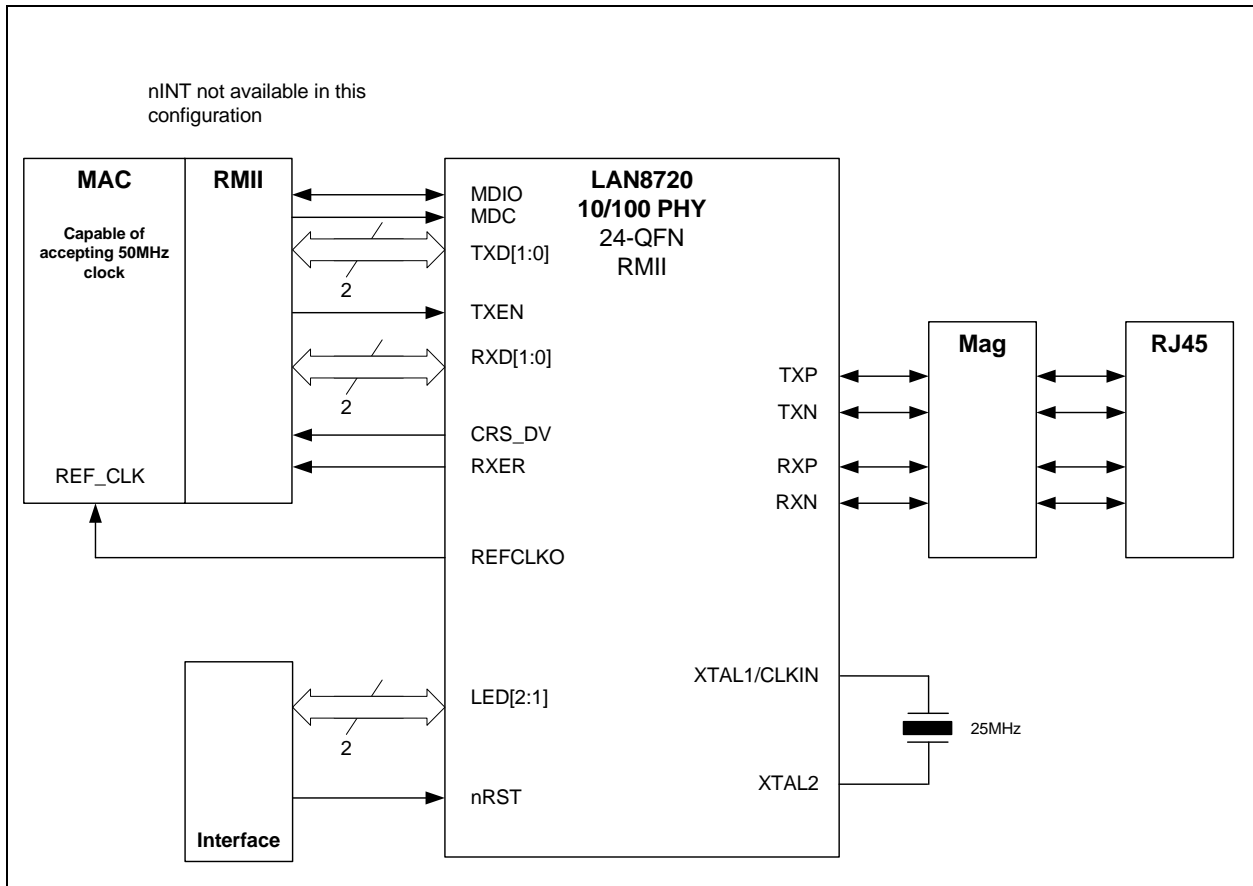 nINT not available in this
configuration
MAC
Capable of
accepting 50MHz
clock
REF_CLK
RMII
LAN8720
10/100 PHY
24-QFN
RMII
MDIO
MDC
TXD[1:0]
2
TXEN
RXD[1:0]
2
CRS_DV
RXER
REFCLKO
LED[2:1]
2
nRST
Interface
TXP
TXN
RXP
RXN
Mag
RJ45
XTAL1/CLKIN
25MHz
XTAL2